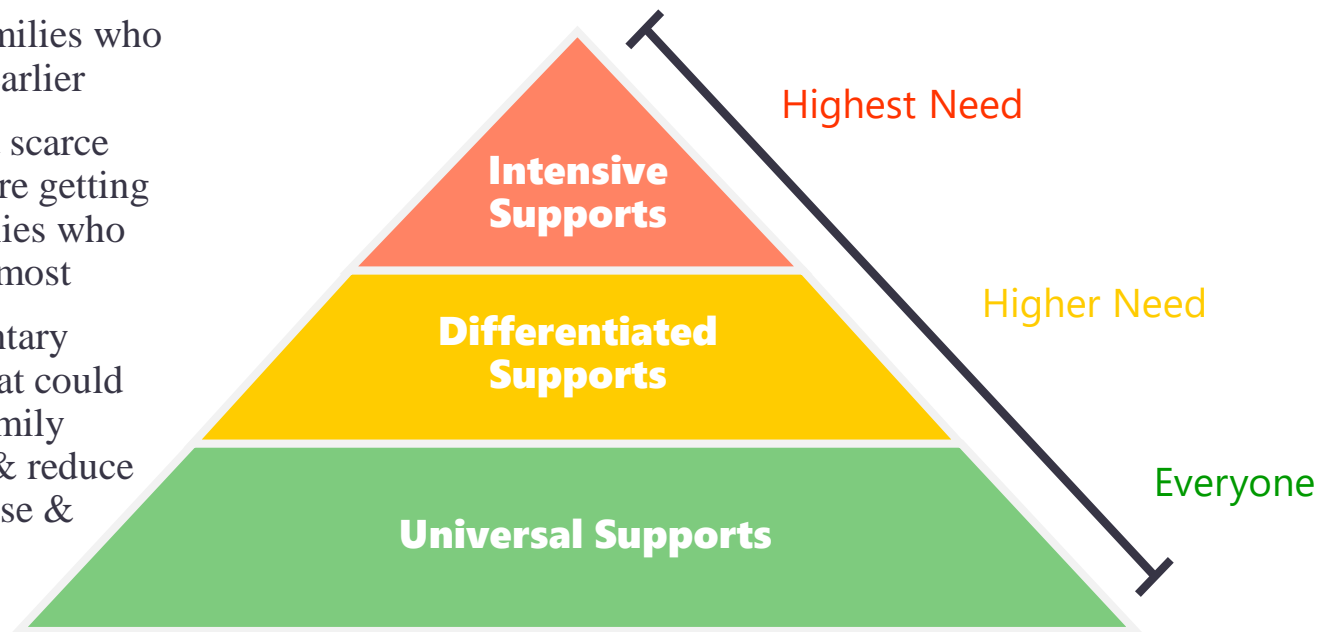 milies who
arlier
scarce
re getting
ies who
most
ntary
at could
mily
& reduce
se &
Intensive
Supports
Differentiated
Supports
Universal Supports
Highest Need
Higher Need
Everyone